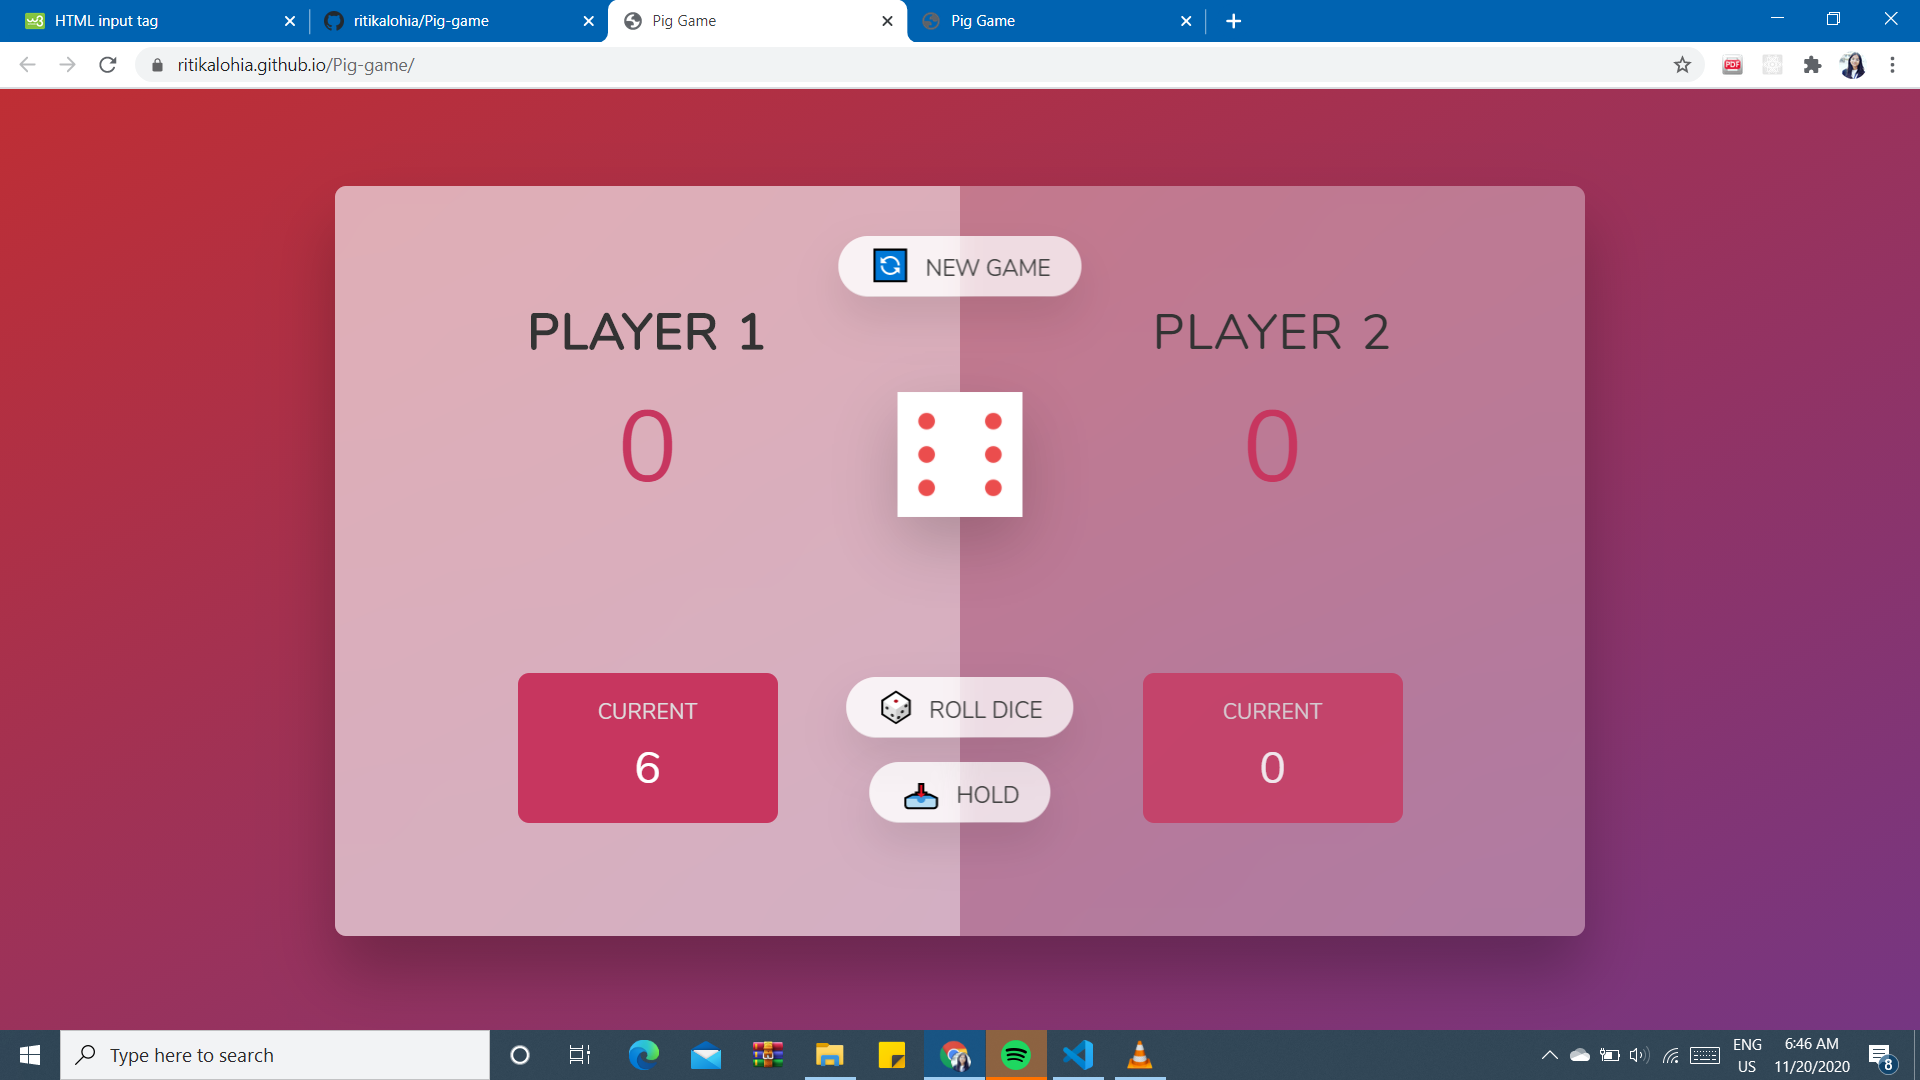 HTML input tag
ritikalohia/Pig-game
Pig Game
Pig Game
ritikalohia.github.io/Pig-game/
NEW GAME
PLAYER 1
PLAYER 2
0
0
CURRENT
6
ROLL DICE
HOLD
CURRENT
0
Type here to search
ENG
US
6:46 AM
11/20/2020
8